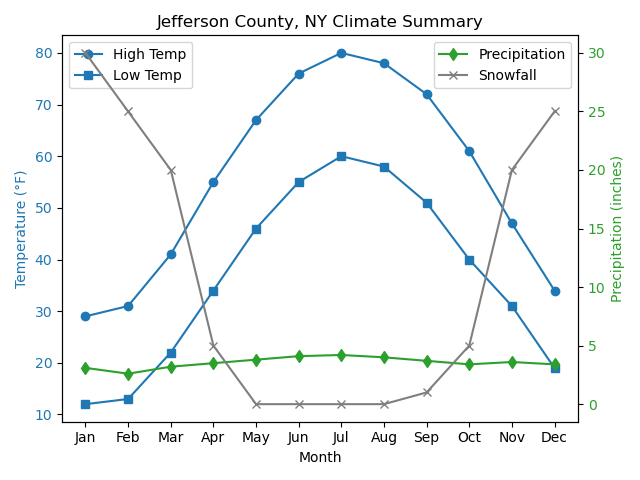 Jefferson County, NY Climate Summary
High Temp
Low Temp
Precipitation
Snowfall
80
70
60
50
40
30
20
10
Temperature (°F)
30
25
20
15
10
5
0
Precipitation (inches)
Jan Feb Mar Apr May Jun Jul Aug Sep Oct Nov Dec
Month